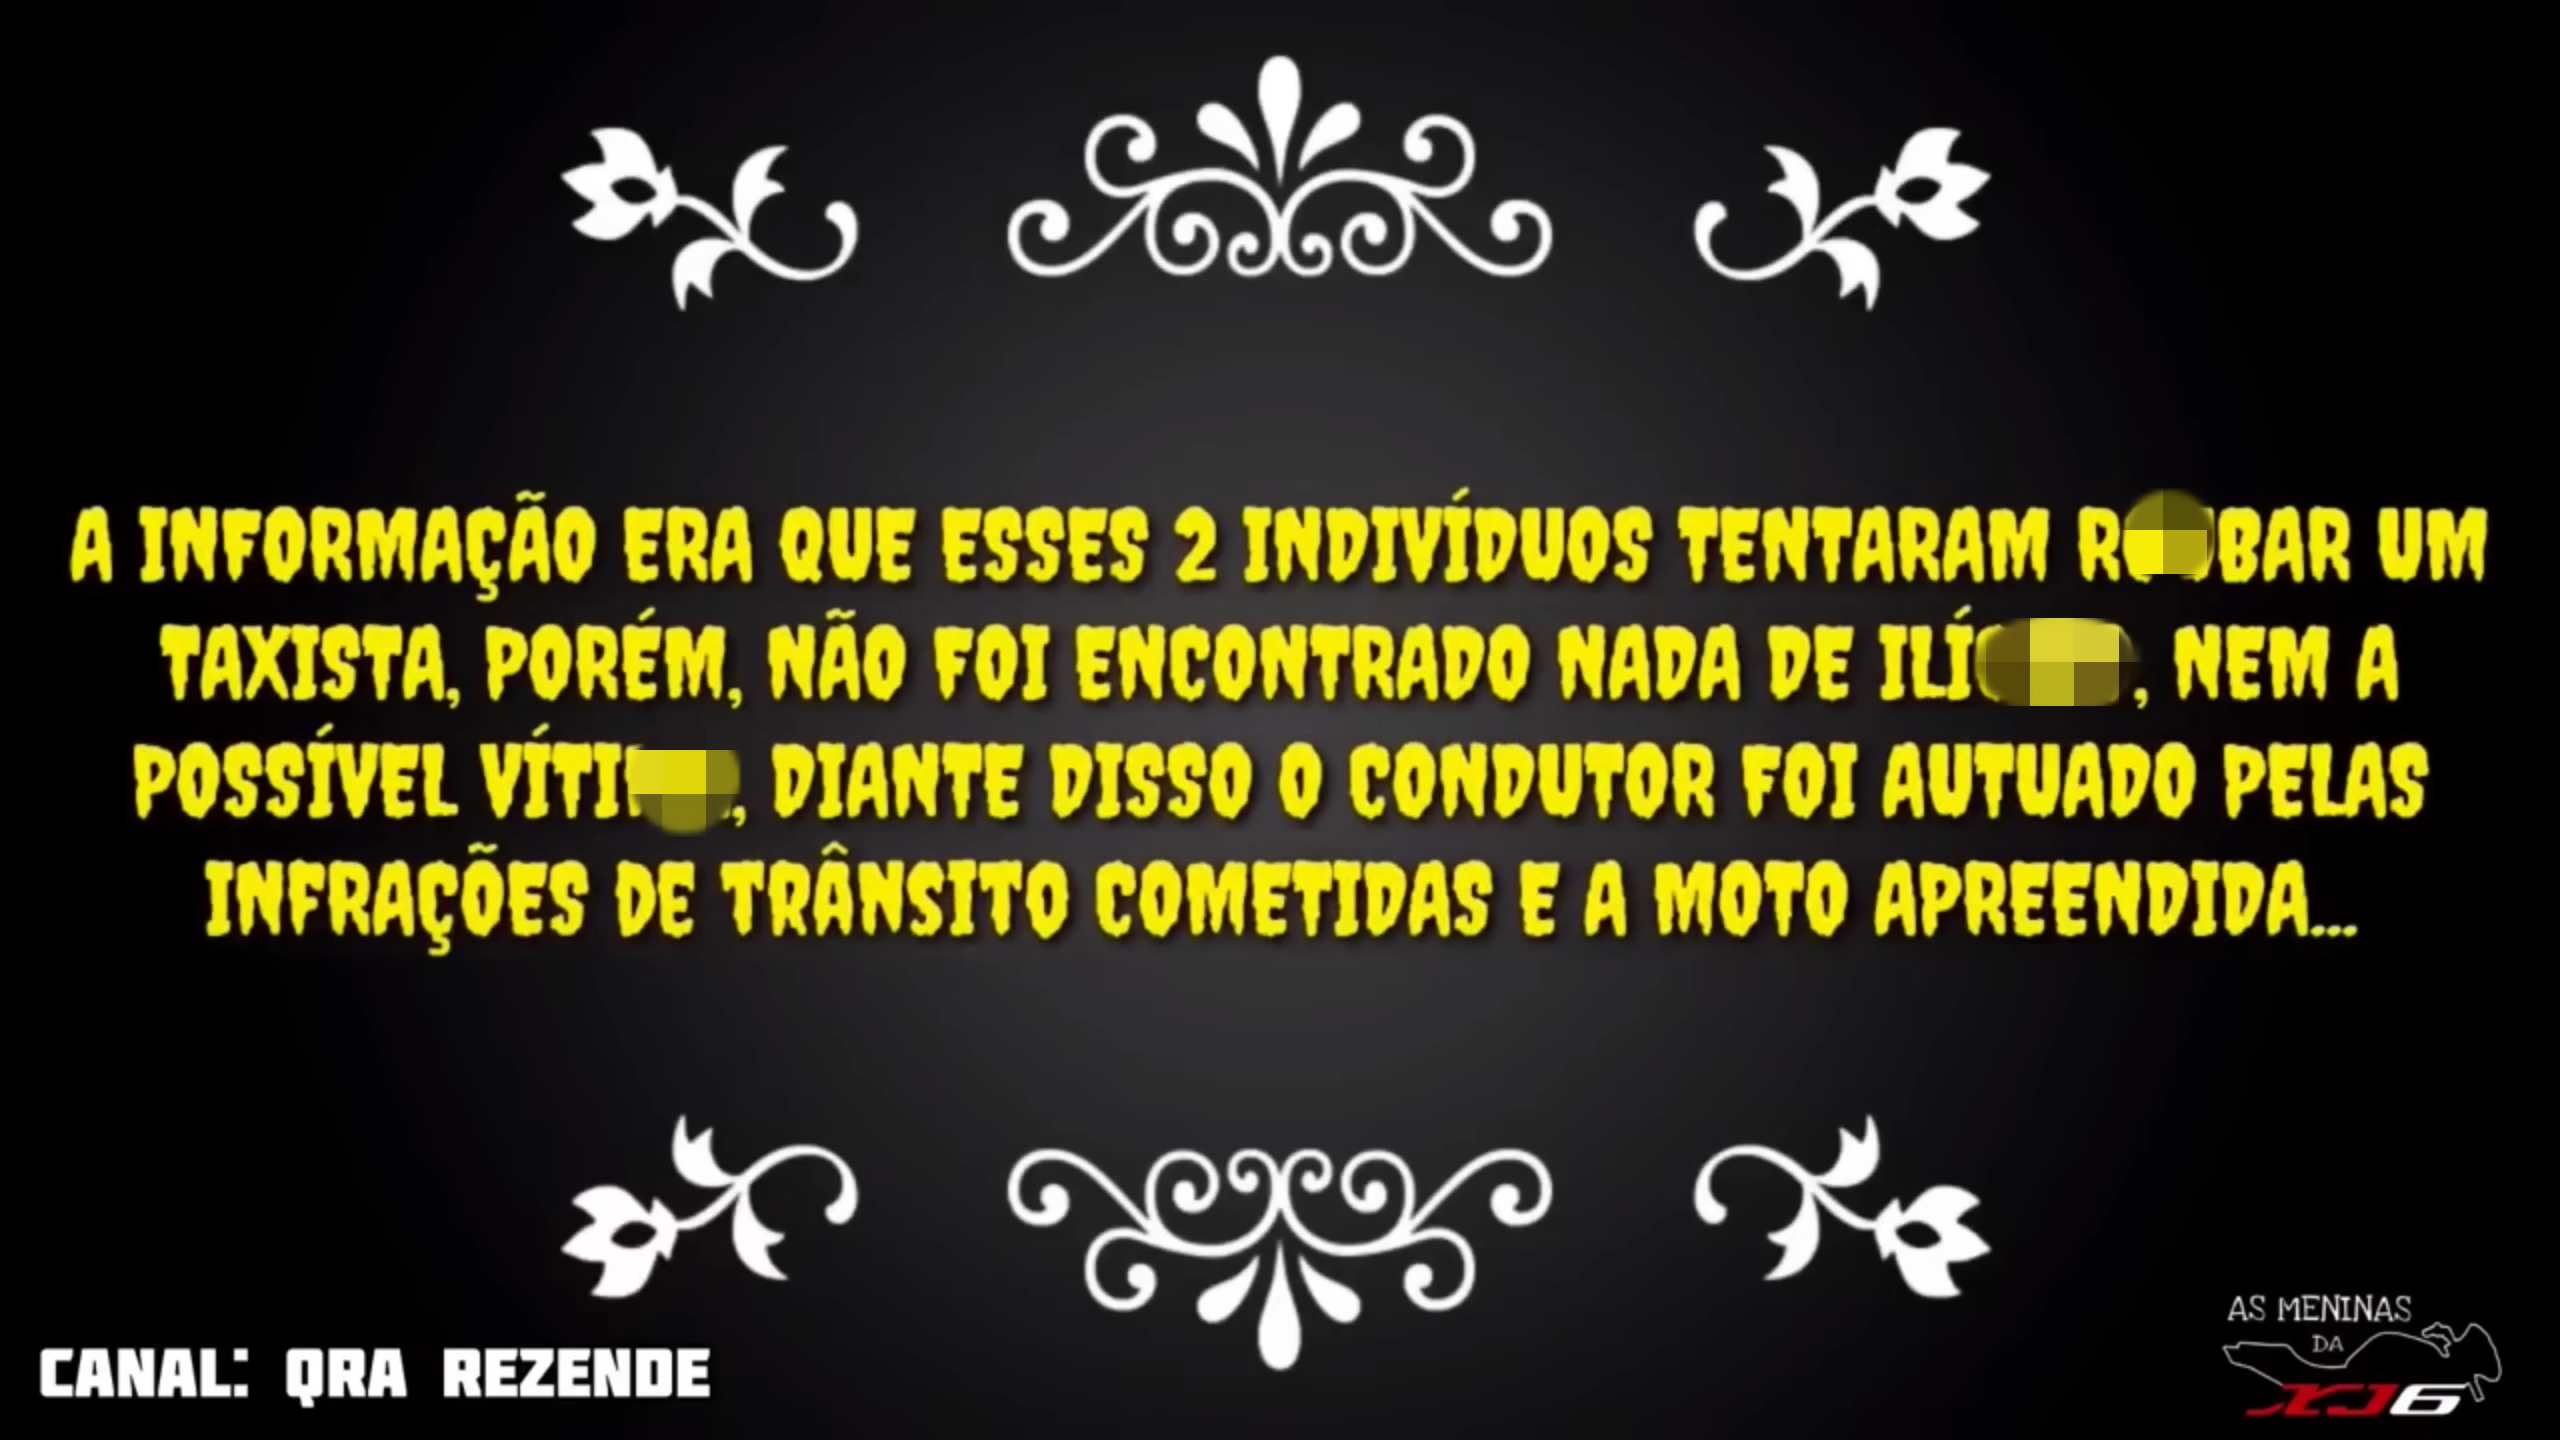 A INFORMAÇÃO ERA QUE ESSES 2 INDIVÍDUOS TENTARAM UM
TAXISTA, PORÉM, NÃO FOI ENCONTRADO NADA DE , NEM A
POSSÍVEL , DIANTE DISSO O CONDUTOR FOI AUTUADO PELAS
INFRAÇÕES DE TRÂNSITO COMETIDAS E A MOTO APREENDIDA...
CANAL: QRA REZENDE
AS MENINAS
DA
XJ6